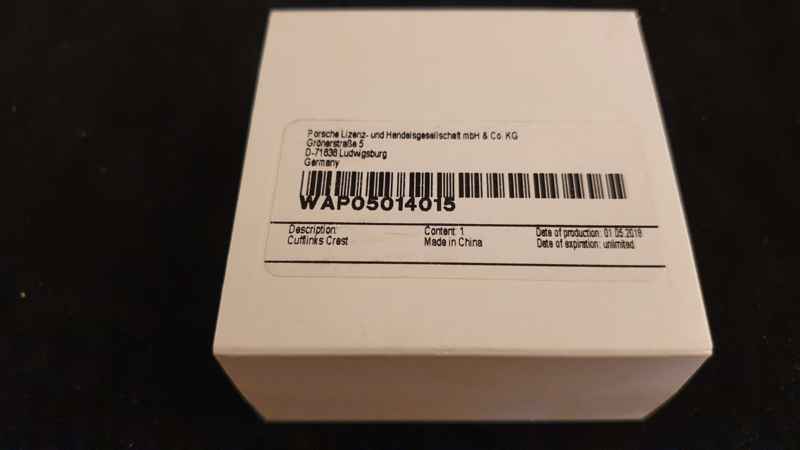 Porsche Lizenz- und Handelsgesellschaft mbH & Co. KG
Grönerstraße 5
D-71636 Ludwigsburg
Germany
WAP05014015
Description: Content: 1 Date of production: 01.05.2018
Cufflinks Crest Made in China Date of expiration: unlimited